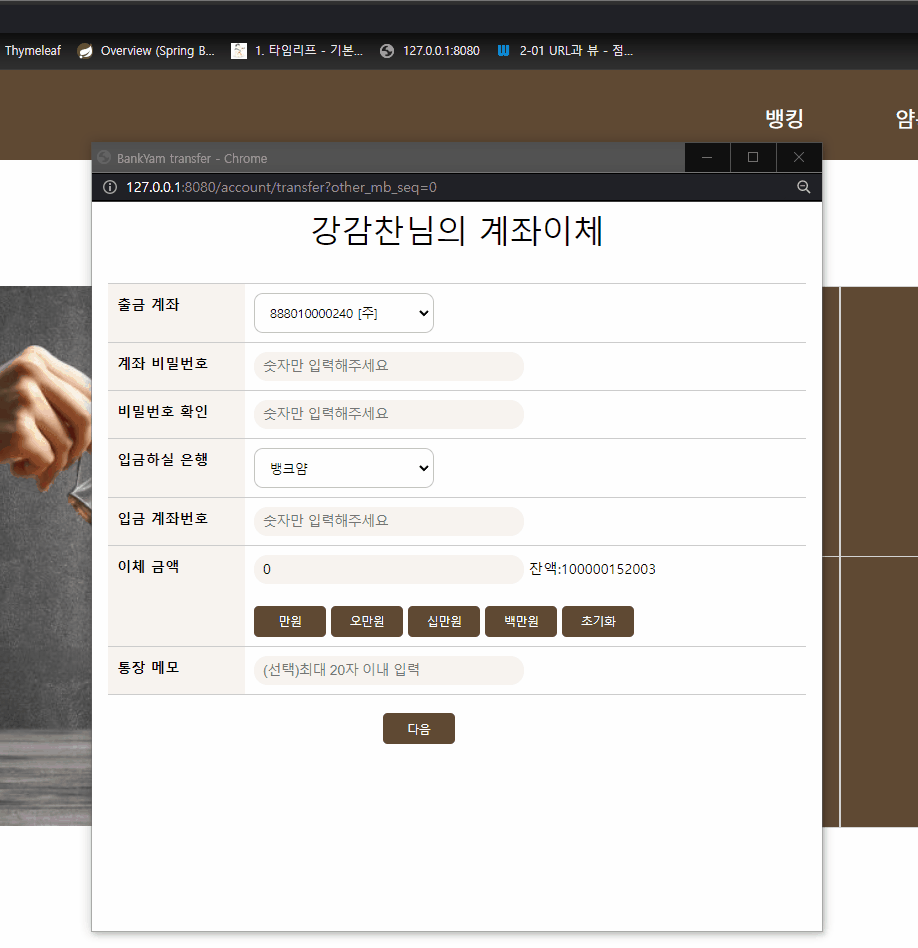 Thymeleaf Overview (Spring B... 1. 타임리프 - 기본... 127.0.0.1:8080 2-01 URL과 뷰 - 점...
뱅킹
BankYam transfer - Chrome
127.0.0.1:8080/account/transfer?other_mb_seq=0
강감찬님의 계좌이체
출금 계좌 888010000240 [주]
계좌 비밀번호 숫자만 입력해주세요
비밀번호 확인 숫자만 입력해주세요
입금하실 은행 뱅크얌
입금 계좌번호 숫자만 입력해주세요
이체 금액 0 잔액:100000152003
만원 오만원 십만원 백만원 초기화
통장 메모 (선택)최대 20자 이내 입력
다음